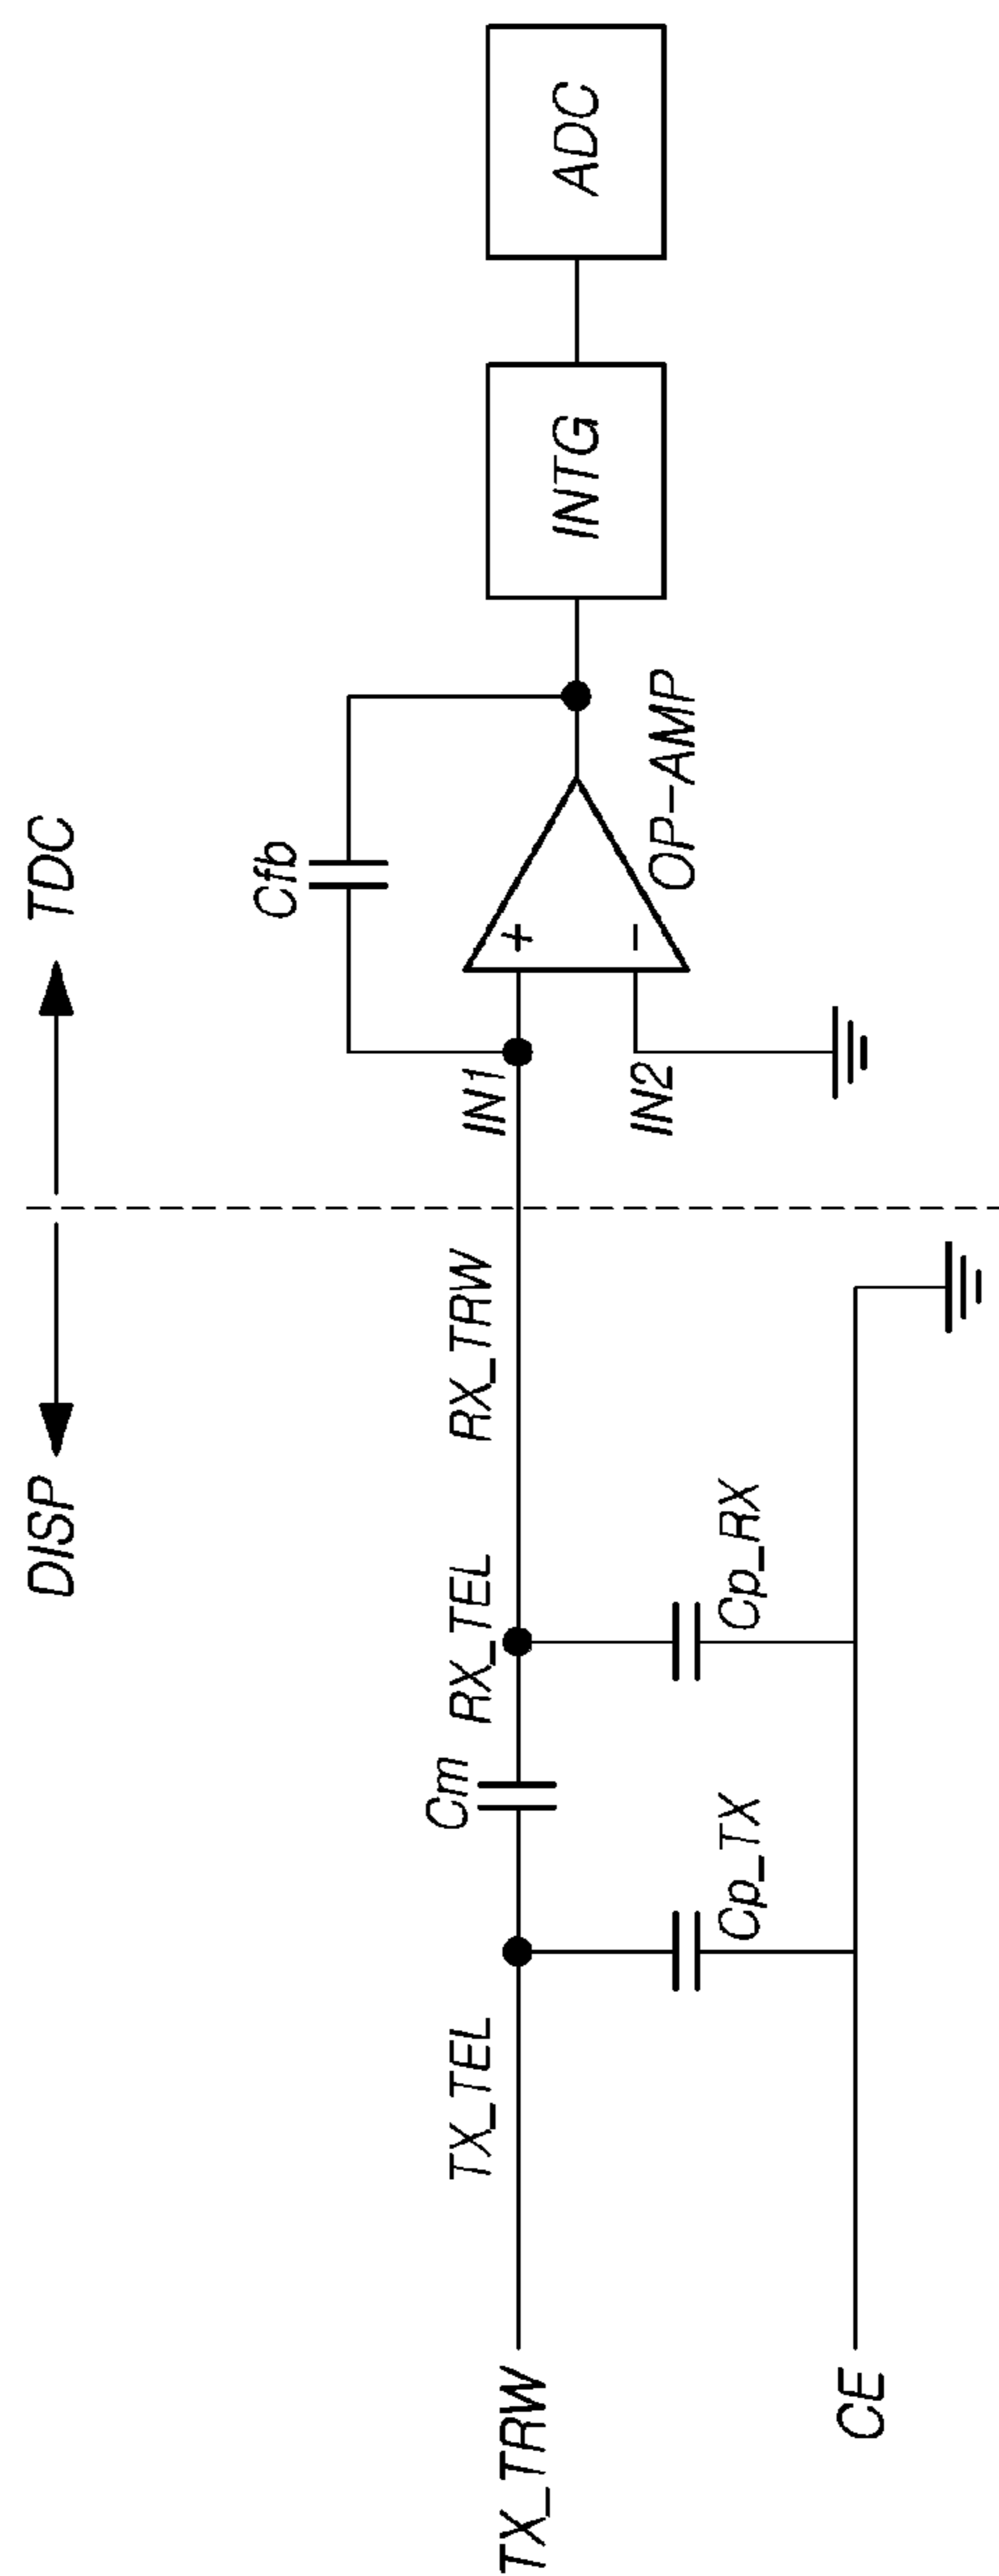 DISP
TDC
Cfb
TX_TRW
TX_TEL
Cm
RX_TEL
RX_TRW
IN1
+
INTG
ADC
IN2
−
OP-AMP
Cp_TX
Cp_RX
CE